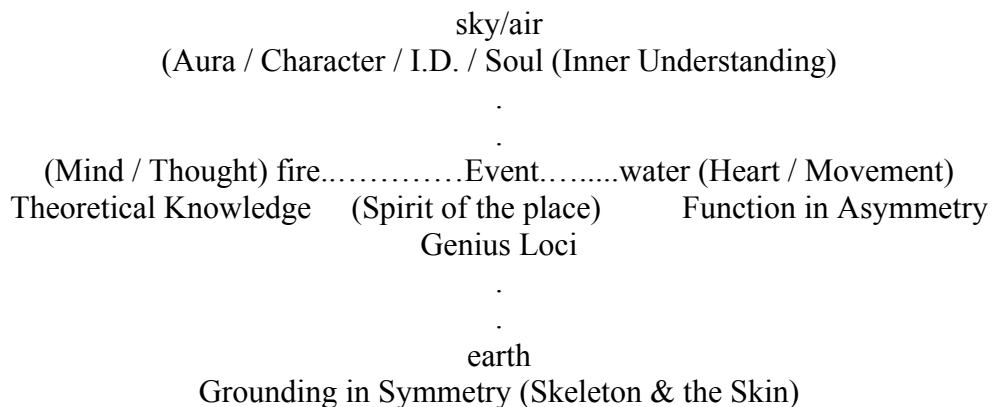 sky/air
(Aura / Character / I.D. / Soul (Inner Understanding)
.
.
(Mind / Thought) fire..…………Event….....water (Heart / Movement)
Theoretical Knowledge (Spirit of the place) Function in Asymmetry
Genius Loci
.
.
earth
Grounding in Symmetry (Skeleton & the Skin)